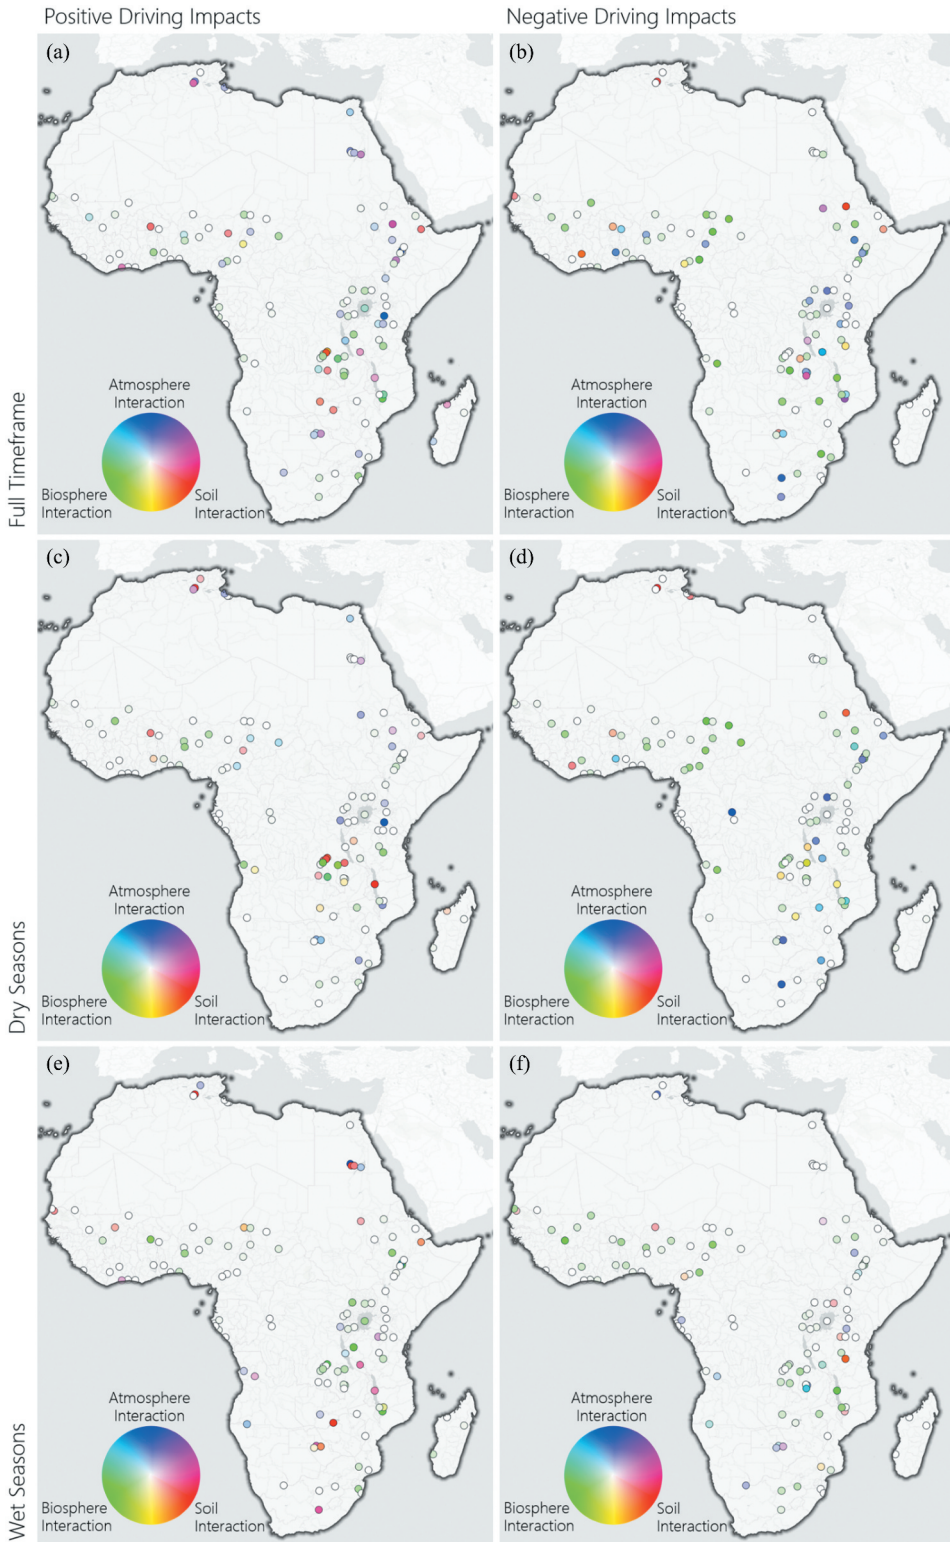 Positive Driving Impacts
Negative Driving Impacts
Full Timeframe
(a)
Atmosphere
Interaction
Biosphere
Interaction
Soil
Interaction
(b)
Atmosphere
Interaction
Biosphere
Interaction
Soil
Interaction
Dry Seasons
(c)
Atmosphere
Interaction
Biosphere
Interaction
Soil
Interaction
(d)
Atmosphere
Interaction
Biosphere
Interaction
Soil
Interaction
Wet Seasons
(e)
Atmosphere
Interaction
Biosphere
Interaction
Soil
Interaction
(f)
Atmosphere
Interaction
Biosphere
Interaction
Soil
Interaction